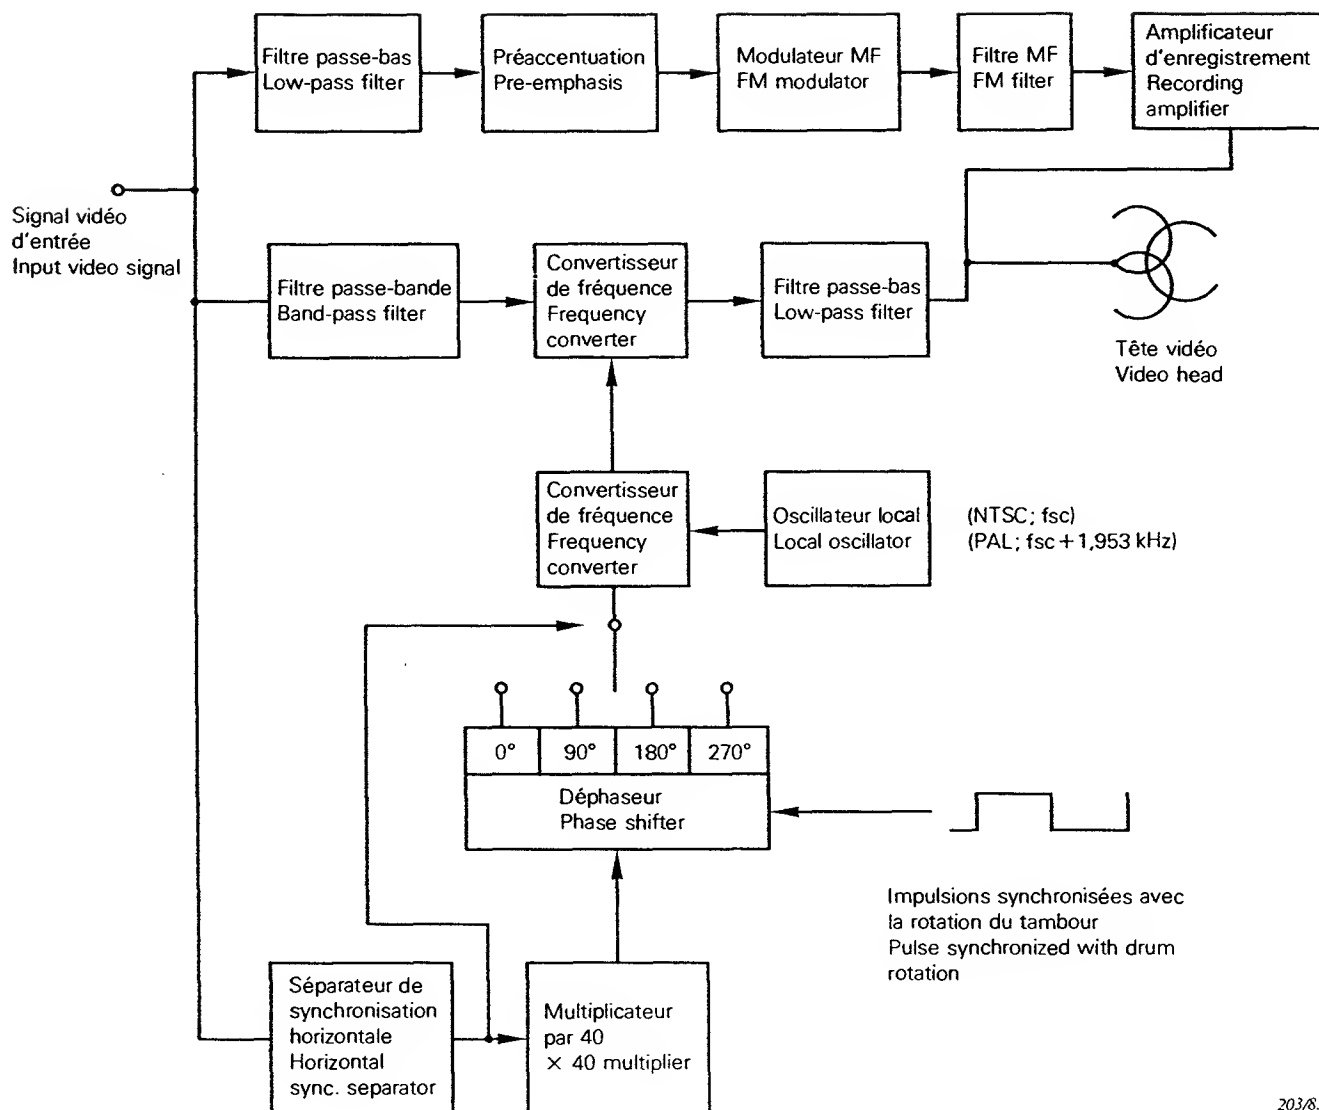 Filtre passe-bas
Low-pass filter
Préaccentuation
Pre-emphasis
Modulateur MF
FM modulator
Filtre MF
FM filter
Amplificateur
d'enregistrement
Recording
amplifier
Signal vidéo
d'entrée
Input video signal
Filtre passe-bande
Band-pass filter
Convertisseur
de fréquence
Frequency
converter
Filtre passe-bas
Low-pass filter
Tête vidéo
Video head
Convertisseur
de fréquence
Frequency
converter
Oscillateur local
Local oscillator
(NTSC; fsc)
(PAL; fsc + 1,953 kHz)
0°
90°
180°
270°
Déphaseur
Phase shifter
Impulsions synchronisées avec
la rotation du tambour
Pulse synchronized with drum
rotation
Séparateur de
synchronisation
horizontale
Horizontal
sync. separator
Multiplicateur
par 40
× 40 multiplier
203/8.